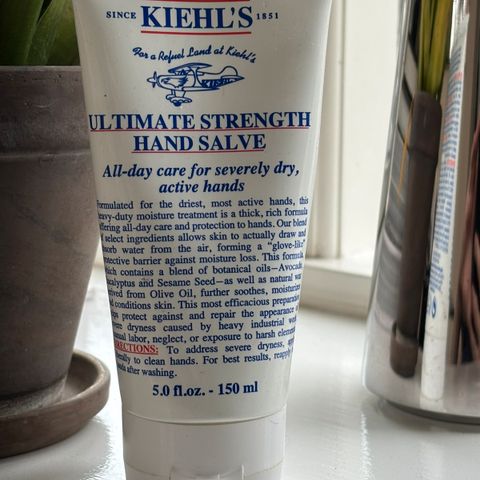 SINCE KIEHL'S 1851
For a Refuel Land at Kiehl's
KIEHL'S
ULTIMATE STRENGTH
HAND SALVE
All-day care for severely dry,
active hands
Formulated for the driest, most active hands, this
heavy-duty moisture treatment is a thick, rich formula
offering all-day care and protection to hands. Our blend
of select ingredients allows skin to actually draw and
absorb water from the air, forming a "glove-like"
protective barrier against moisture loss. This formula,
which contains a blend of botanical oils—Avocado,
Eucalyptus and Sesame Seed—as well as natural wax
derived from Olive Oil, further soothes, moisturizes
and conditions skin. This most efficacious preparation
helps protect against and repair the appearance of
severe dryness caused by heavy industrial work,
manual labor, neglect, or exposure to harsh elements.
DIRECTIONS: To address severe dryness, apply
liberally to clean hands. For best results, reapply
hands after washing.
5.0 fl.oz. - 150 ml